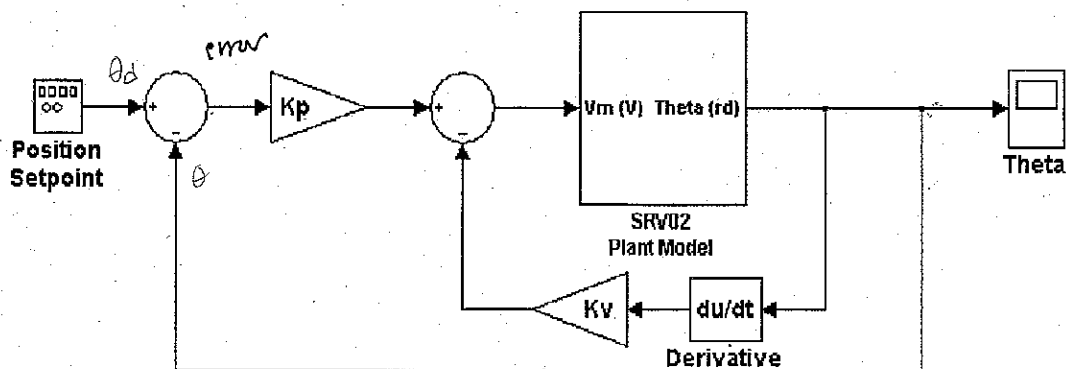 θd
error
+
-
Position
Setpoint
Kp
+
-
Vm (V) Theta (rd)
SRV02
Plant Model
Theta
θ
Kv
du/dt
Derivative